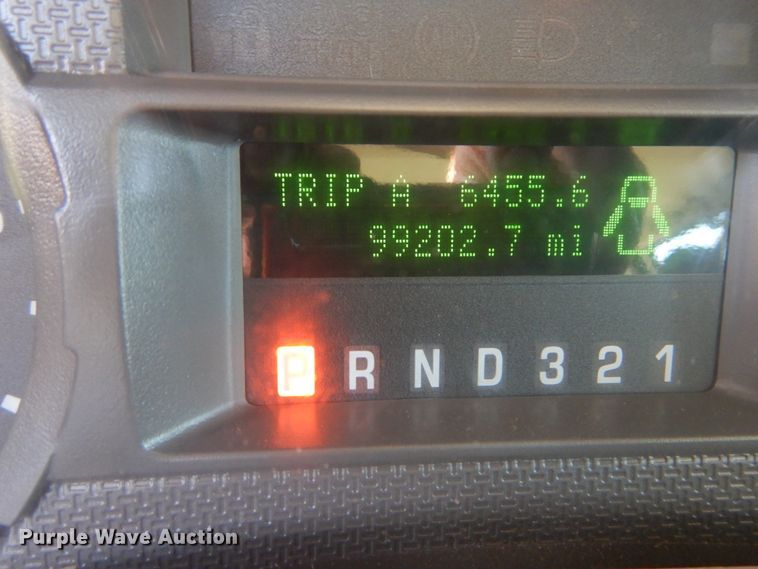 TRIP A 6455.6
99202.7 mi
P R N D 3 2 1
Purple Wave Auction